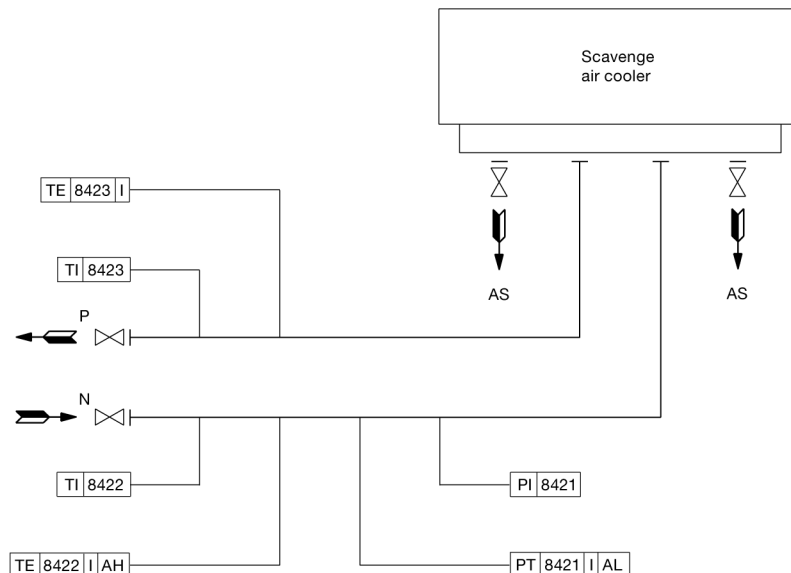 Scavenge
air cooler
TE 8423 I
TI 8423
AS
AS
P
N
TI 8422
PI 8421
TE 8422 I AH
PT 8421 I AL